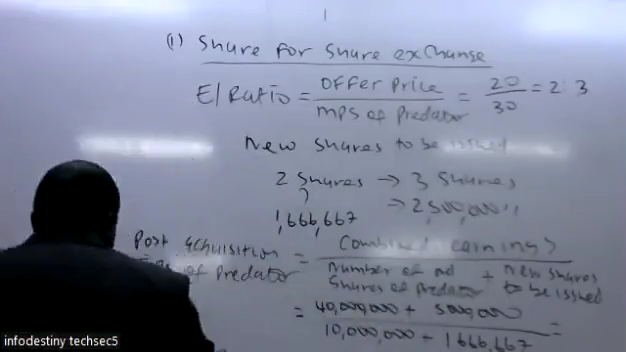 (1) Share for Share exchange
E/Ratio = Offer Price / mps of Predator = 20 / 30 = 2:3
New shares to be issued
2 Shares → 3 Shares
? → 2,500,000
1,666,667
Post Acquisition = Combined earnings
of Predator Number of old shares of Predator + new shares to be issued
= 40,000,000 + 5000,000
10,000,000 + 1,666,667 =
infodestiny techsec5